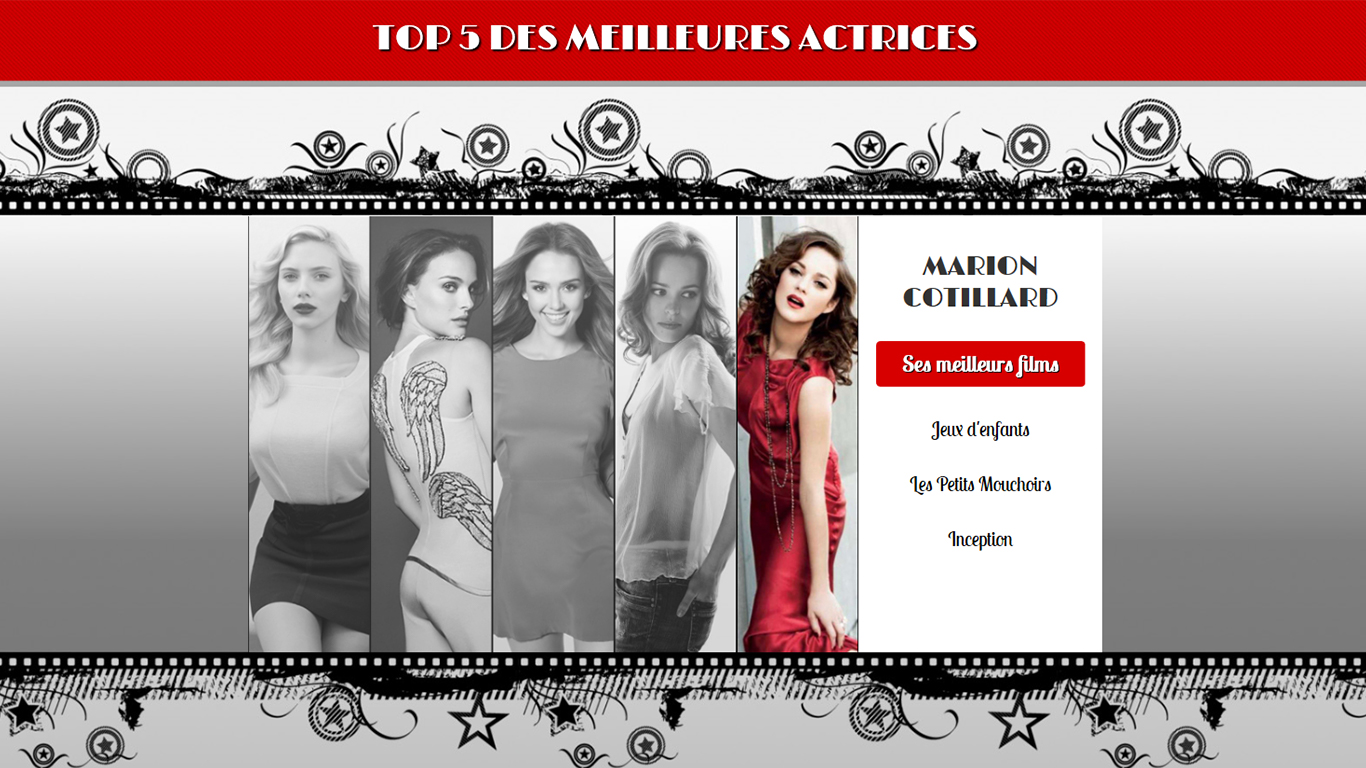 TOP 5 DES MEILLEURES ACTRICES
MARION
COTILLARD
Ses meilleurs films
Jeux d'enfants
Les Petits Mouchoirs
Inception